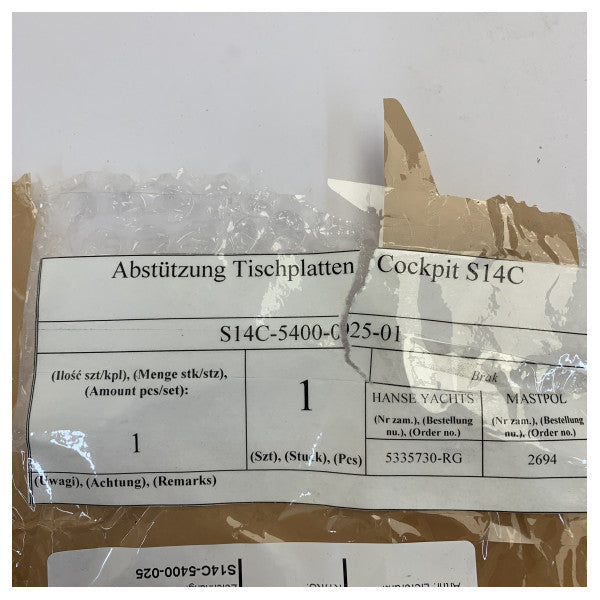 Abstützung Tischplatten Cockpit S14C
S14C-5400-0025-01
(Ilość szt/kpl), (Menge stk/stz),
(Amount pcs/set):
1
1
(Szt), (Stuck), (Pcs)
Brak
HANSE YACHTS
(Nr zam.), (Bestellung
nu.), (Order no.)
5335730-RG
MASTPOL
(Nr zam.), (Bestellung
nu.), (Order no.)
2694
(Uwagi), (Achtung), (Remarks)
S14C-5400-025